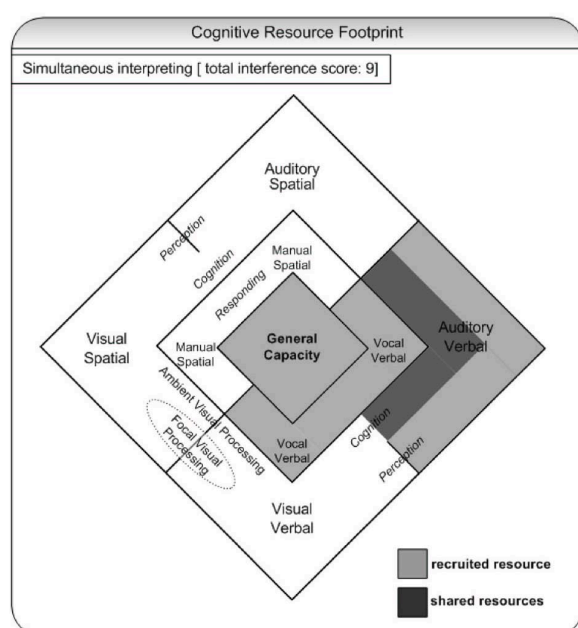 Cognitive Resource Footprint
Simultaneous interpreting [ total interference score: 9]
Auditory
Spatial
Perception
Cognition
Responding
Manual
Spatial
Visual
Spatial
Manual
Spatial
General
Capacity
Vocal
Verbal
Auditory
Verbal
Ambient Visual Processing
Focal Visual
Processing
Vocal
Verbal
Cognition
Perception
Visual
Verbal
recruited resource
shared resources